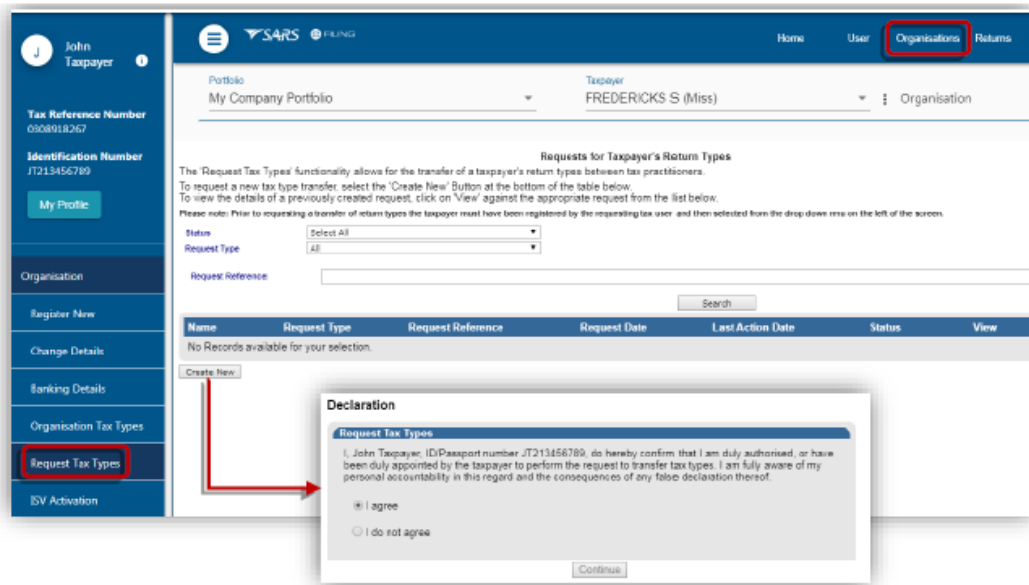 J
John
Taxpayer
Tax Reference Number
0308918267
Identification Number
JT213456789
My Profile
Organisation
Register New
Change Details
Banking Details
Organisation Tax Types
Request Tax Types
ISV Activation
SARS eFILING
Home User Organisations Returns
Portfolio
My Company Portfolio
Taxpayer
FREDERICKS S (Miss)
Organisation
Requests for Taxpayer's Return Types
The 'Request Tax Types' functionality allows for the transfer of a taxpayer's return types between tax practitioners.
To request a new tax type transfer, select the 'Create New' Button at the bottom of the table below.
To view the details of a previously created request, click on 'View' against the appropriate request from the list below.
Please note: Prior to requesting a transfer of return types the taxpayer must have been registered by the requesting tax user and then selected from the drop down menu on the left of the screen.
Status Select All
Request Type All
Request Reference:
Search
Name Request Type Request Reference Request Date Last Action Date Status View
No Records available for your selection.
Create New
Declaration
Request Tax Types
I, John Taxpayer, ID/Passport number JT213456789, do hereby confirm that I am duly authorised, or have
been duly appointed by the taxpayer to perform the request to transfer tax types. I am fully aware of my
personal accountability in this regard and the consequences of any false declaration thereof.
I agree
I do not agree
Continue